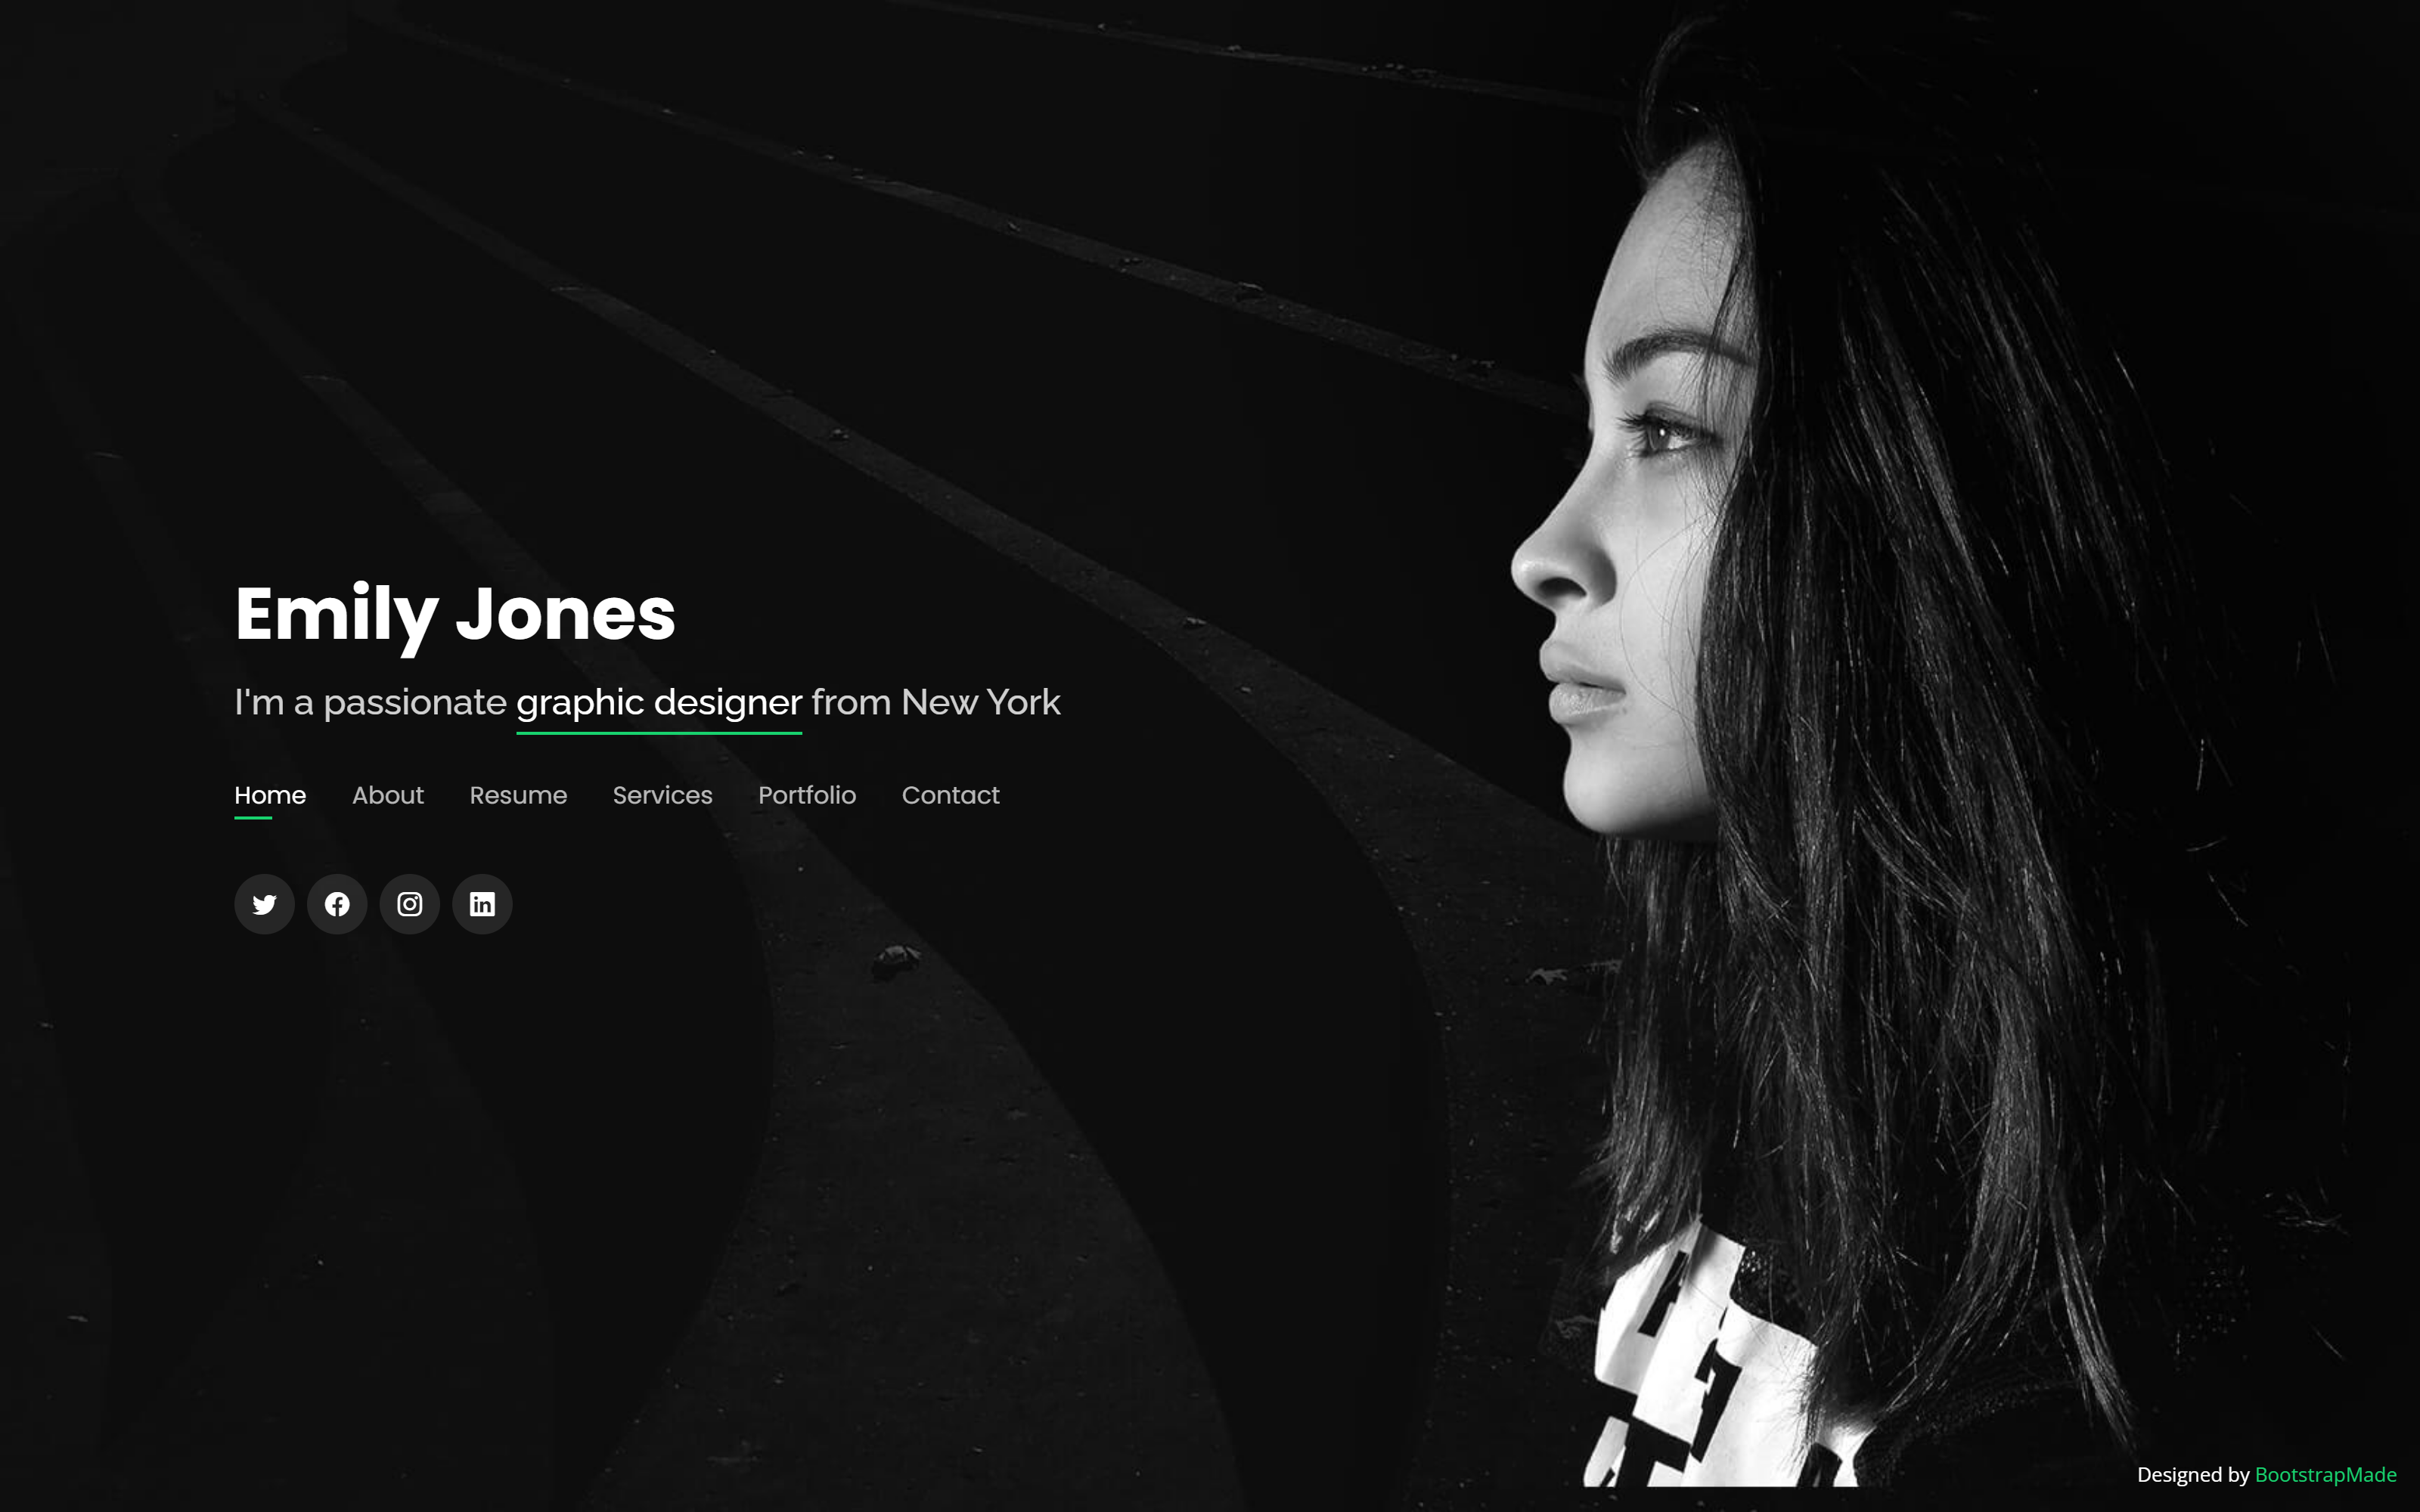 Emily Jones
I'm a passionate graphic designer from New York
Home About Resume Services Portfolio Contact
Designed by BootstrapMade